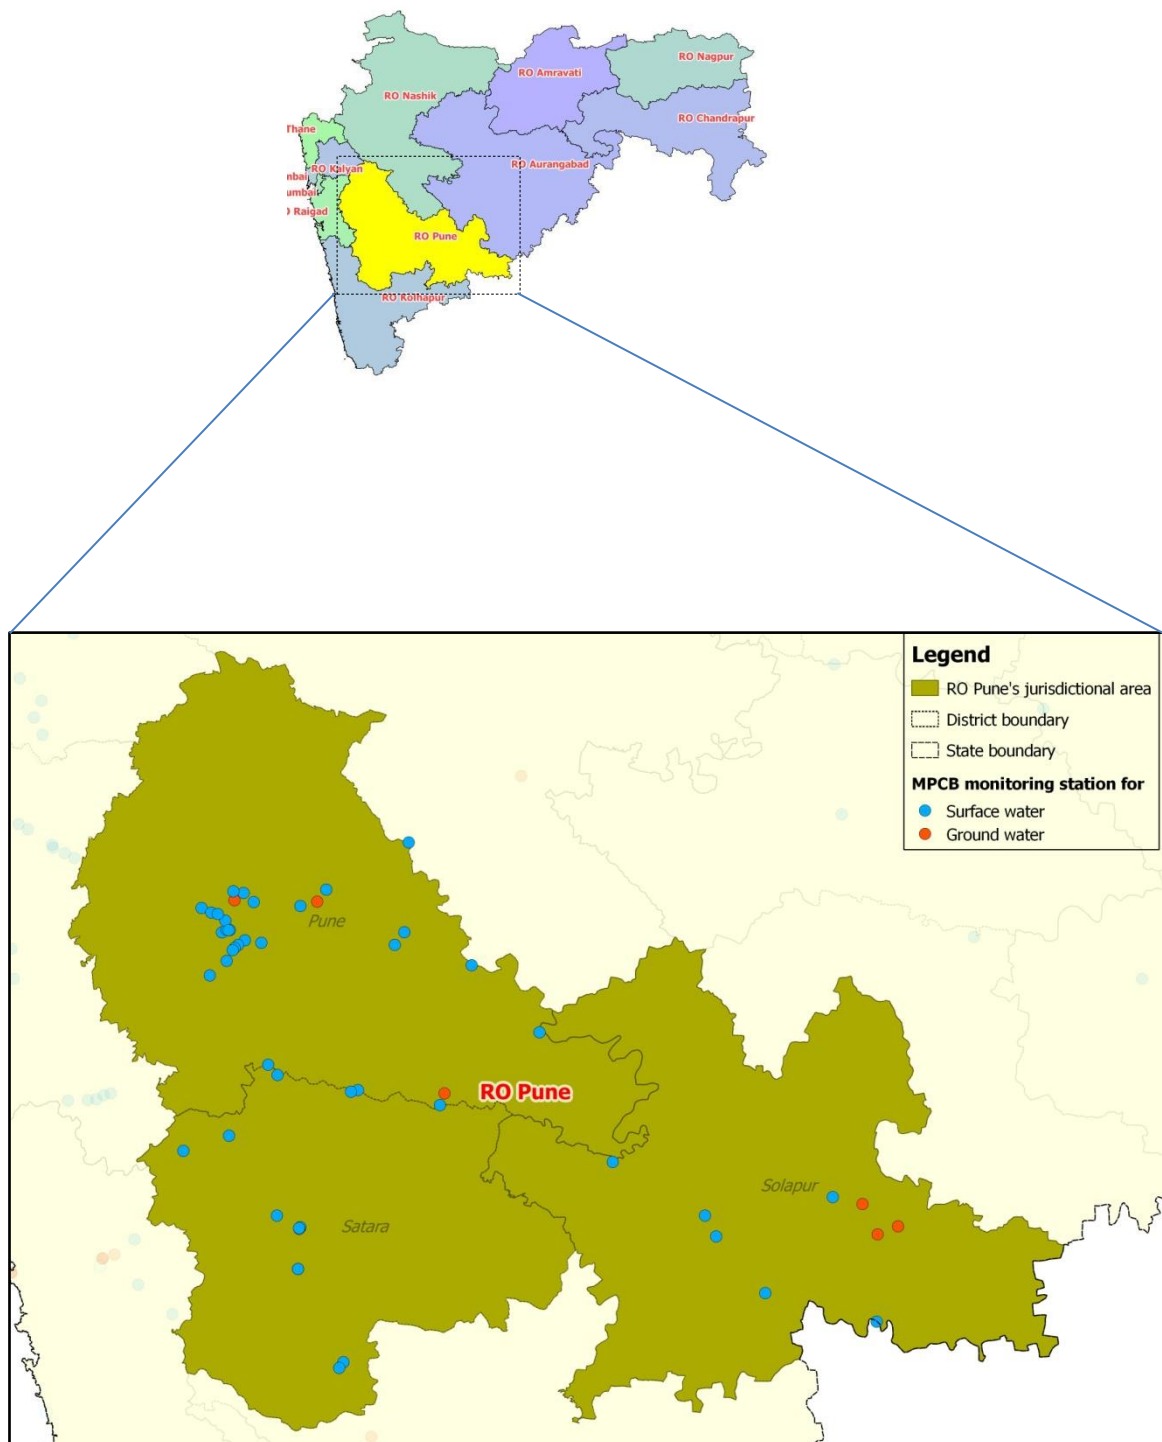 RO Nagpur
RO Amravati
RO Nashik
RO Chandrapur
Thane
RO Aurangabad
RO Kalyan
nbai
umbai
O Raigad
RO Pune
RO Kolhapur
Legend
RO Pune's jurisdictional area
District boundary
State boundary
MPCB monitoring station for
Surface water
Ground water
Pune
RO Pune
Solapur
Satara